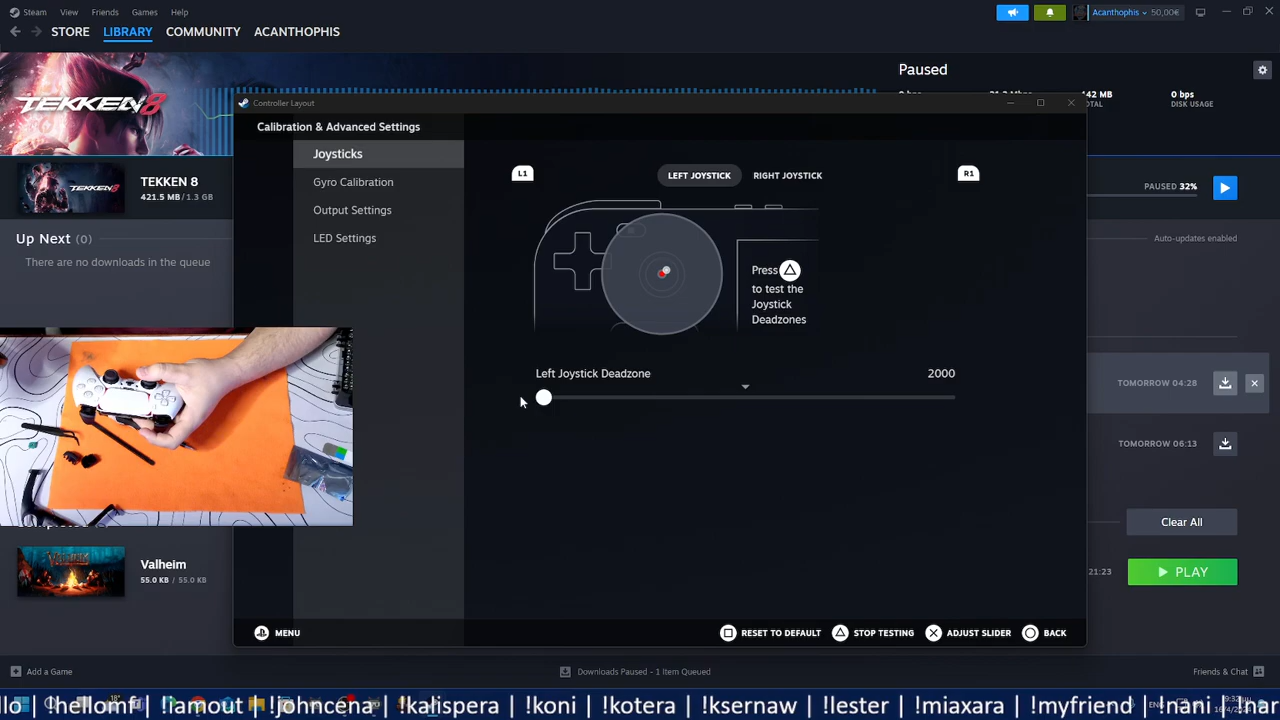 Steam View Friends Games Help
Acanthophis 50,00€
STORE LIBRARY COMMUNITY ACANTHOPHIS
TEKKEN 8
Paused
142 MB
TOTAL
0 bps
DISK USAGE
Controller Layout
Calibration & Advanced Settings
Joysticks
Gyro Calibration
Output Settings
LED Settings
L1
LEFT JOYSTICK
RIGHT JOYSTICK
R1
Press
to test the
Joystick
Deadzones
Left Joystick Deadzone
2000
TEKKEN 8
421.5 MB / 1.3 GB
PAUSED 32%
Up Next (0)
There are no downloads in the queue
Auto-updates enabled
TOMORROW 04:28
TOMORROW 06:13
Clear All
VALHEIM
Valheim
55.0 KB / 55.0 KB
21:23
PLAY
MENU
RESET TO DEFAULT
STOP TESTING
ADJUST SLIDER
BACK
Add a Game
Downloads Paused - 1 Item Queued
Friends & Chat
llo | !hellomf | !iamout | !johncena | !kalispera | !koni | !kotera | !ksernaw | !lester | !miaxara | !myfriend | !nani | !nar